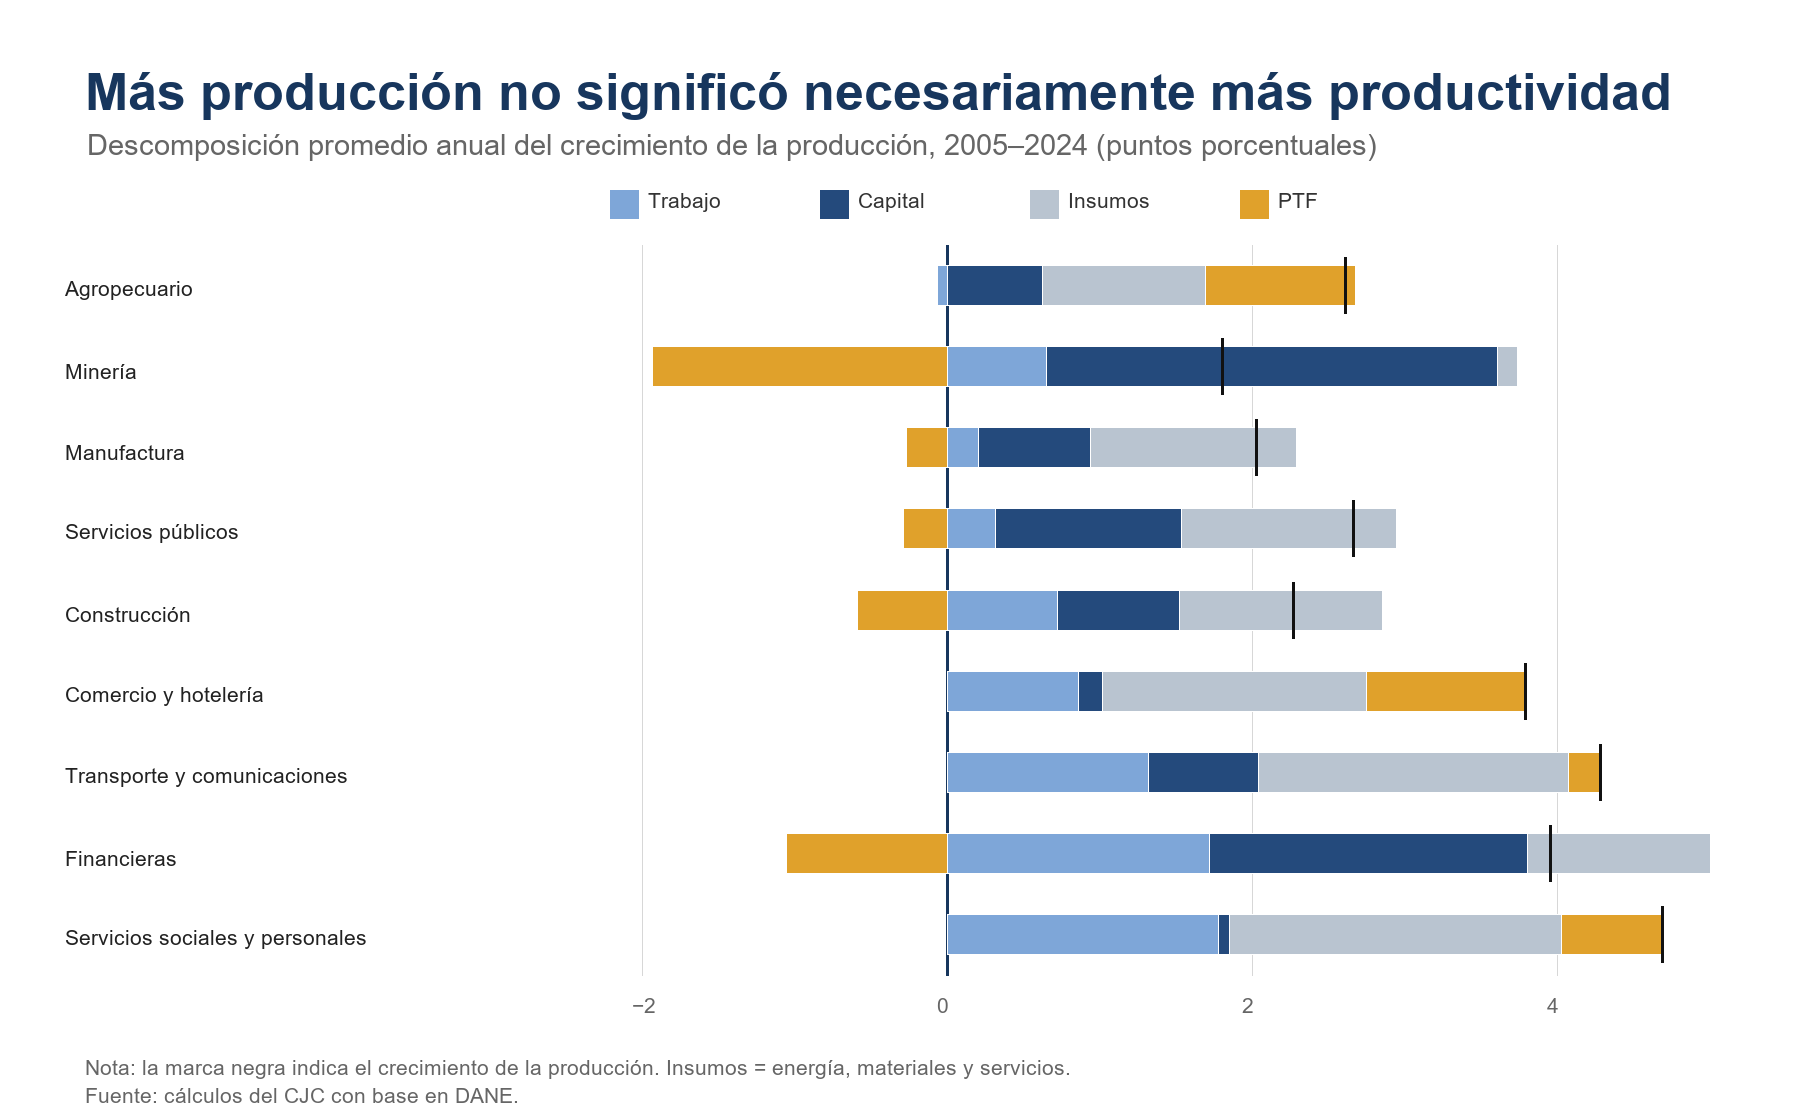 Más producción no significó necesariamente más productividad
Descomposición promedio anual del crecimiento de la producción, 2005–2024 (puntos porcentuales)
Trabajo Capital Insumos PTF
Agropecuario
Minería
Manufactura
Servicios públicos
Construcción
Comercio y hotelería
Transporte y comunicaciones
Financieras
Servicios sociales y personales
−2 0 2 4
Nota: la marca negra indica el crecimiento de la producción. Insumos = energía, materiales y servicios.
Fuente: cálculos del CJC con base en DANE.